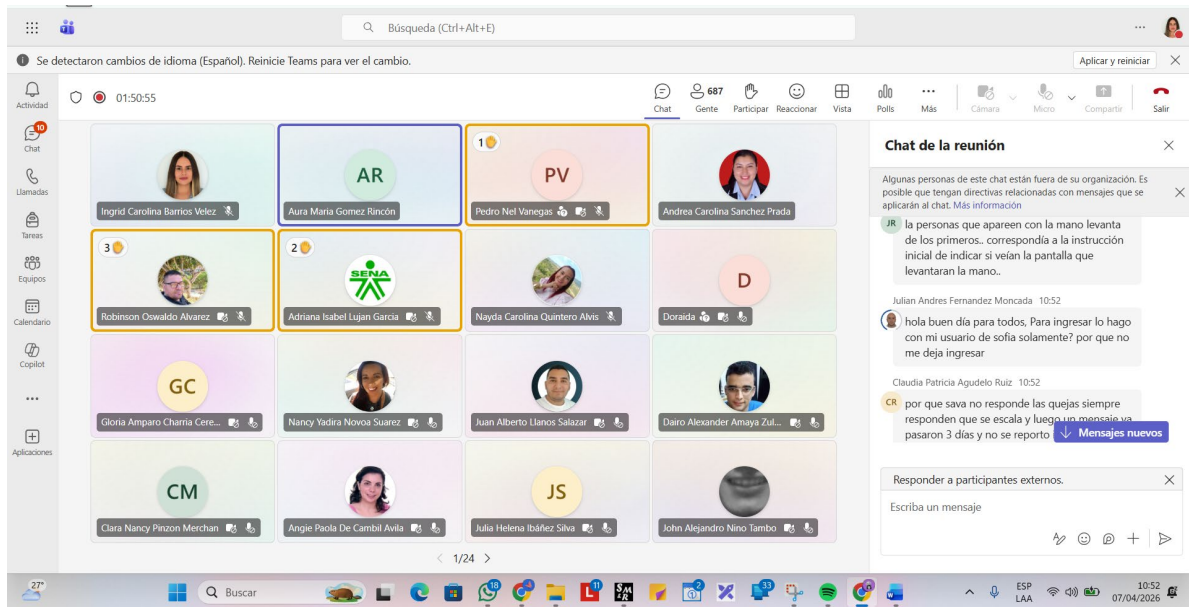 Búsqueda (Ctrl+Alt+E)
Se detectaron cambios de idioma (Español). Reinicie Teams para ver el cambio.
Aplicar y reiniciar
Actividad
01:50:55
Chat
687
Gente
Participar
Reaccionar
Vista
Polls
Más
Cámara
Micro
Compartir
Salir
10
Chat
Llamadas
Tareas
Equipos
Calendario
Copilot
Aplicaciones
Ingrid Carolina Barrios Velez
AR
Aura Maria Gomez Rincón
1
PV
Pedro Nel Vanegas
Andrea Carolina Sanchez Prada
3
Robinson Oswaldo Alvarez
2
SENA
Adriana Isabel Lujan Garcia
Nayda Carolina Quintero Alvis
D
Doraida
GC
Gloria Amparo Charria Cere...
Nancy Yadira Novoa Suarez
Juan Alberto Llanos Salazar
Dairo Alexander Amaya Zul...
CM
Clara Nancy Pinzon Merchan
Angie Paola De Cambil Avila
JS
Julia Helena Ibáñez Silva
John Alejandro Nino Tambo
1/24
Chat de la reunión
Algunas personas de este chat están fuera de su organización. Es
posible que tengan directivas relacionadas con mensajes que se
aplicarán al chat. Más información
JR
la personas que apareen con la mano levanta
de los primeros.. correspondía a la instrucción
inicial de indicar si veían la pantalla que
levantaran la mano..
Julian Andres Fernandez Moncada 10:52
hola buen día para todos, Para ingresar lo hago
con mi usuario de sofia solamente? por que no
me deja ingresar
Claudia Patricia Agudelo Ruiz 10:52
CR
por que sava no responde las quejas siempre
responden que se escala y luego un mensaje ya
pasaron 3 días y no se reporto
Mensajes nuevos
Responder a participantes externos.
Escriba un mensaje
27°
Buscar
18
9
2
33
ESP
LAA
10:52
07/04/2026